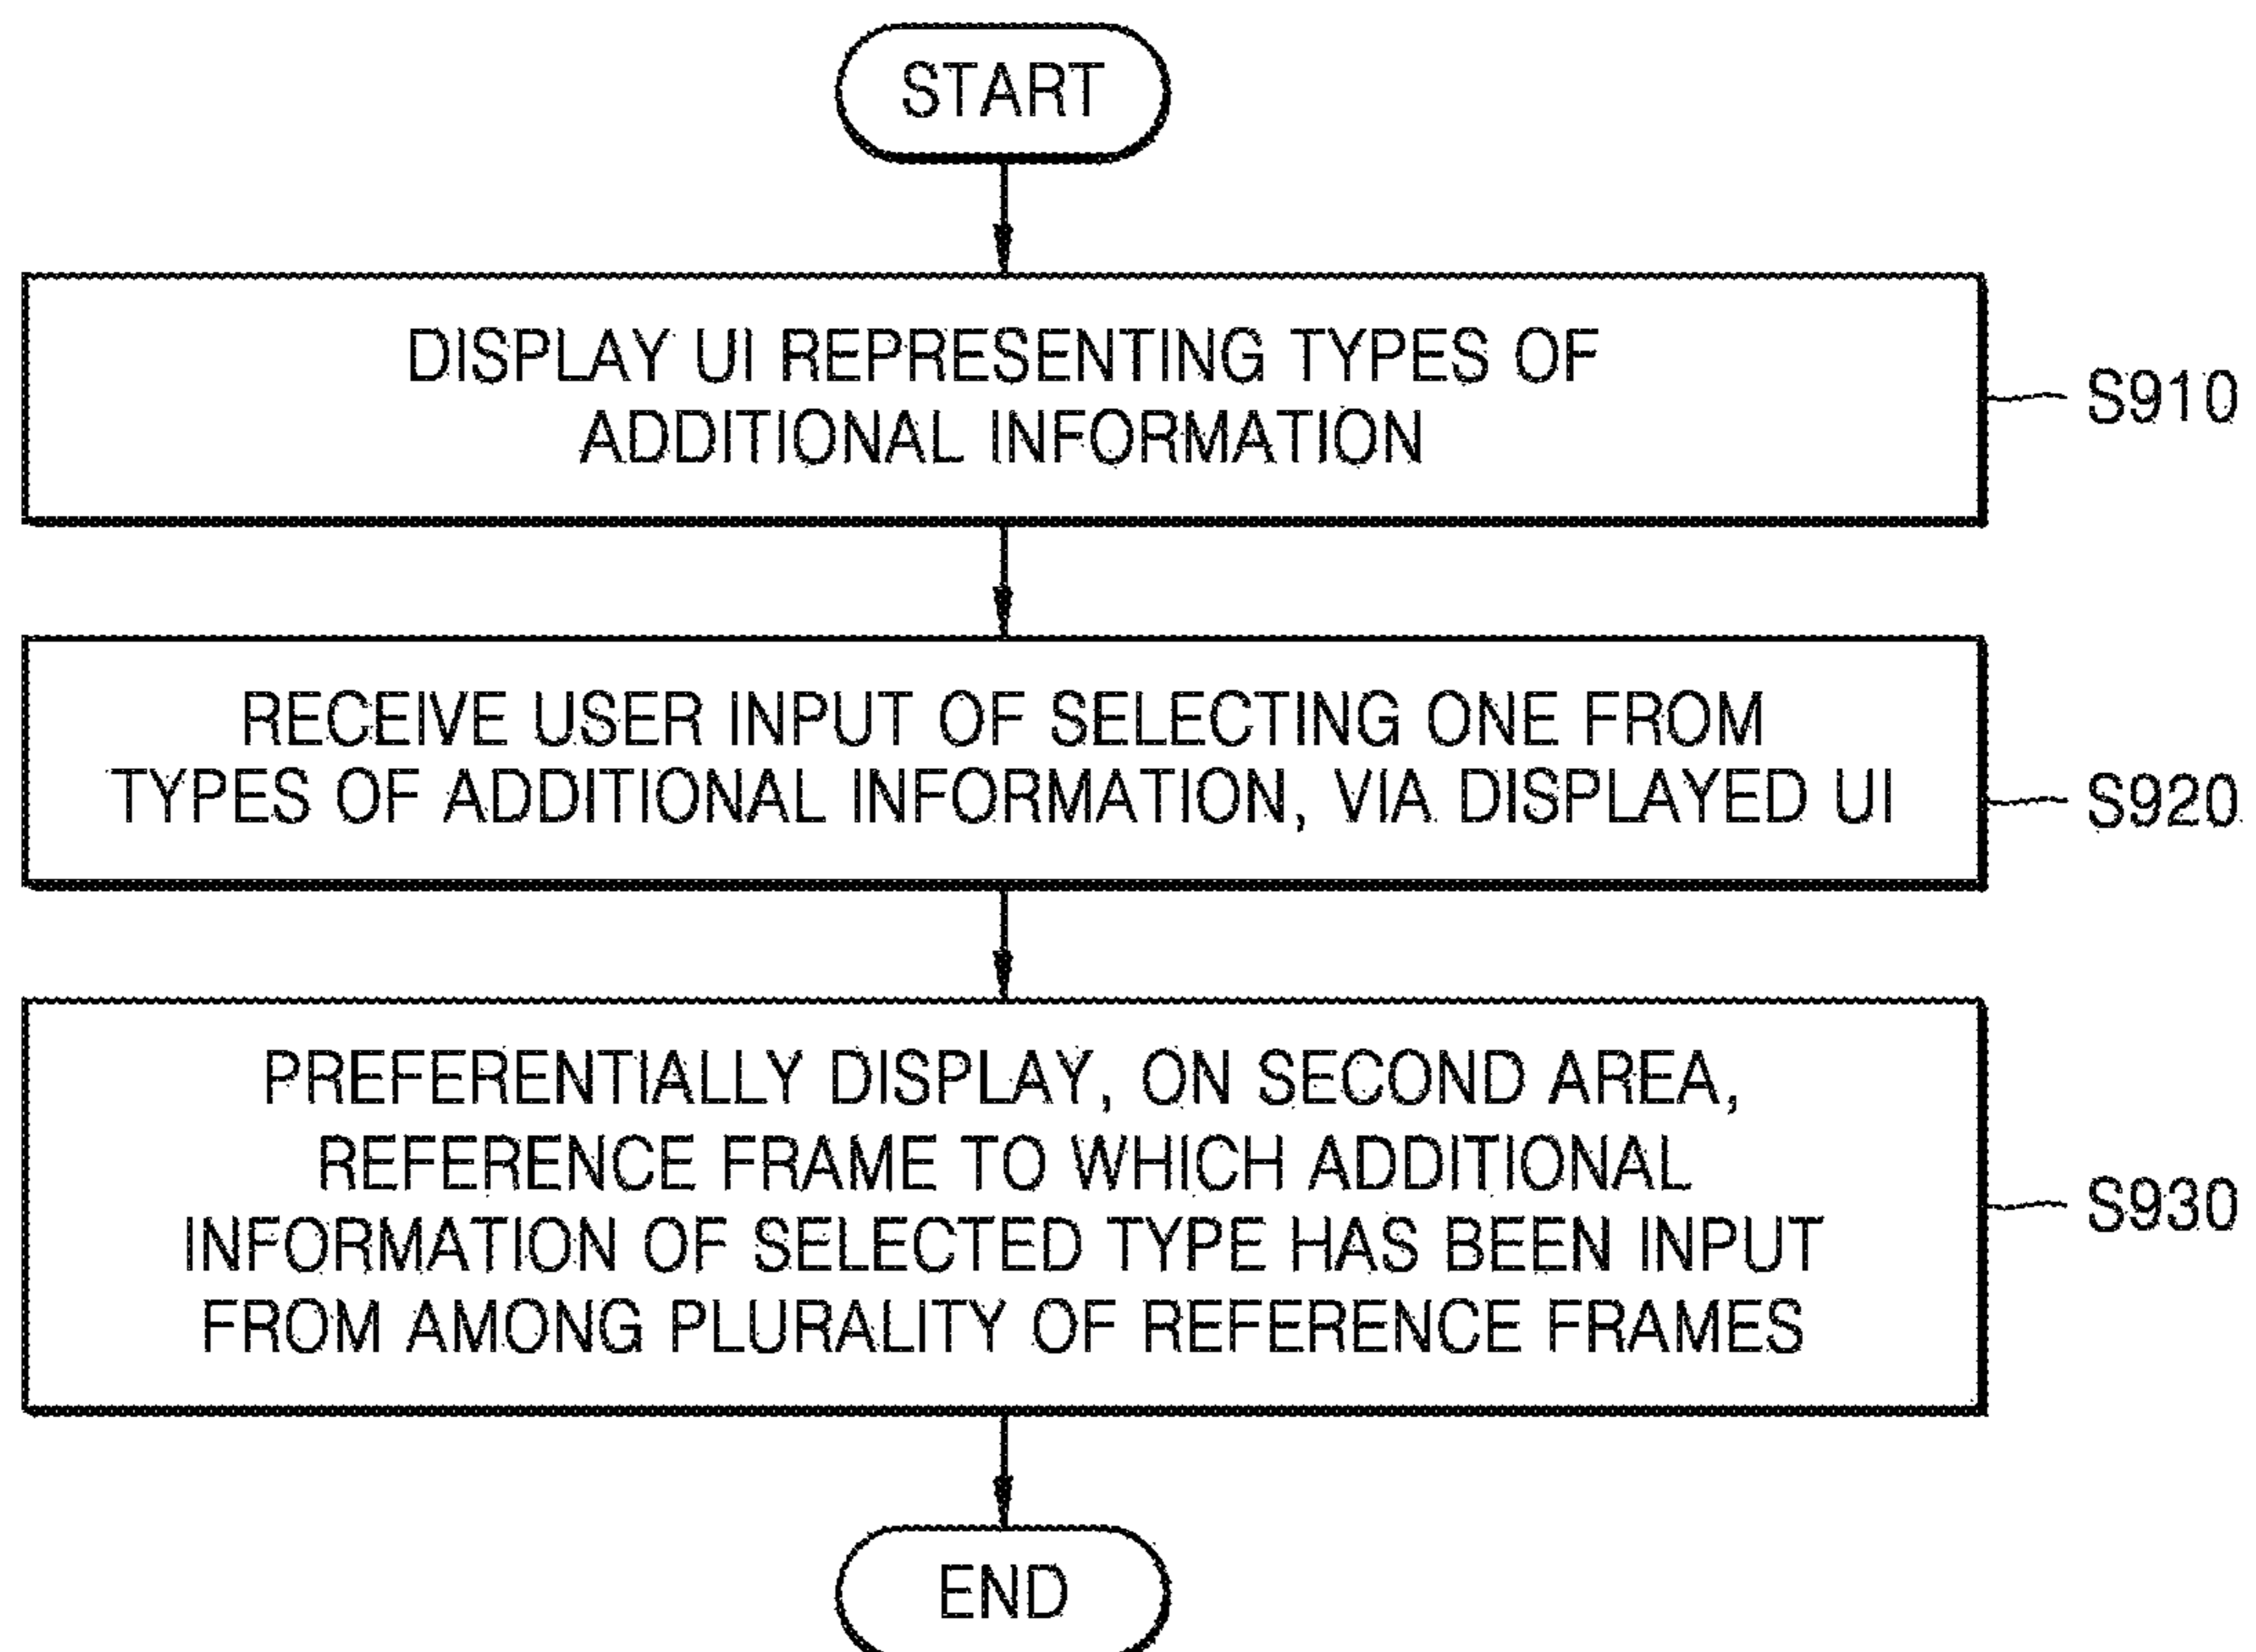 START
DISPLAY UI REPRESENTING TYPES OF
ADDITIONAL INFORMATION
S910
RECEIVE USER INPUT OF SELECTING ONE FROM
TYPES OF ADDITIONAL INFORMATION, VIA DISPLAYED UI
S920
PREFERENTIALLY DISPLAY, ON SECOND AREA,
REFERENCE FRAME TO WHICH ADDITIONAL
INFORMATION OF SELECTED TYPE HAS BEEN INPUT
FROM AMONG PLURALITY OF REFERENCE FRAMES
S930
END